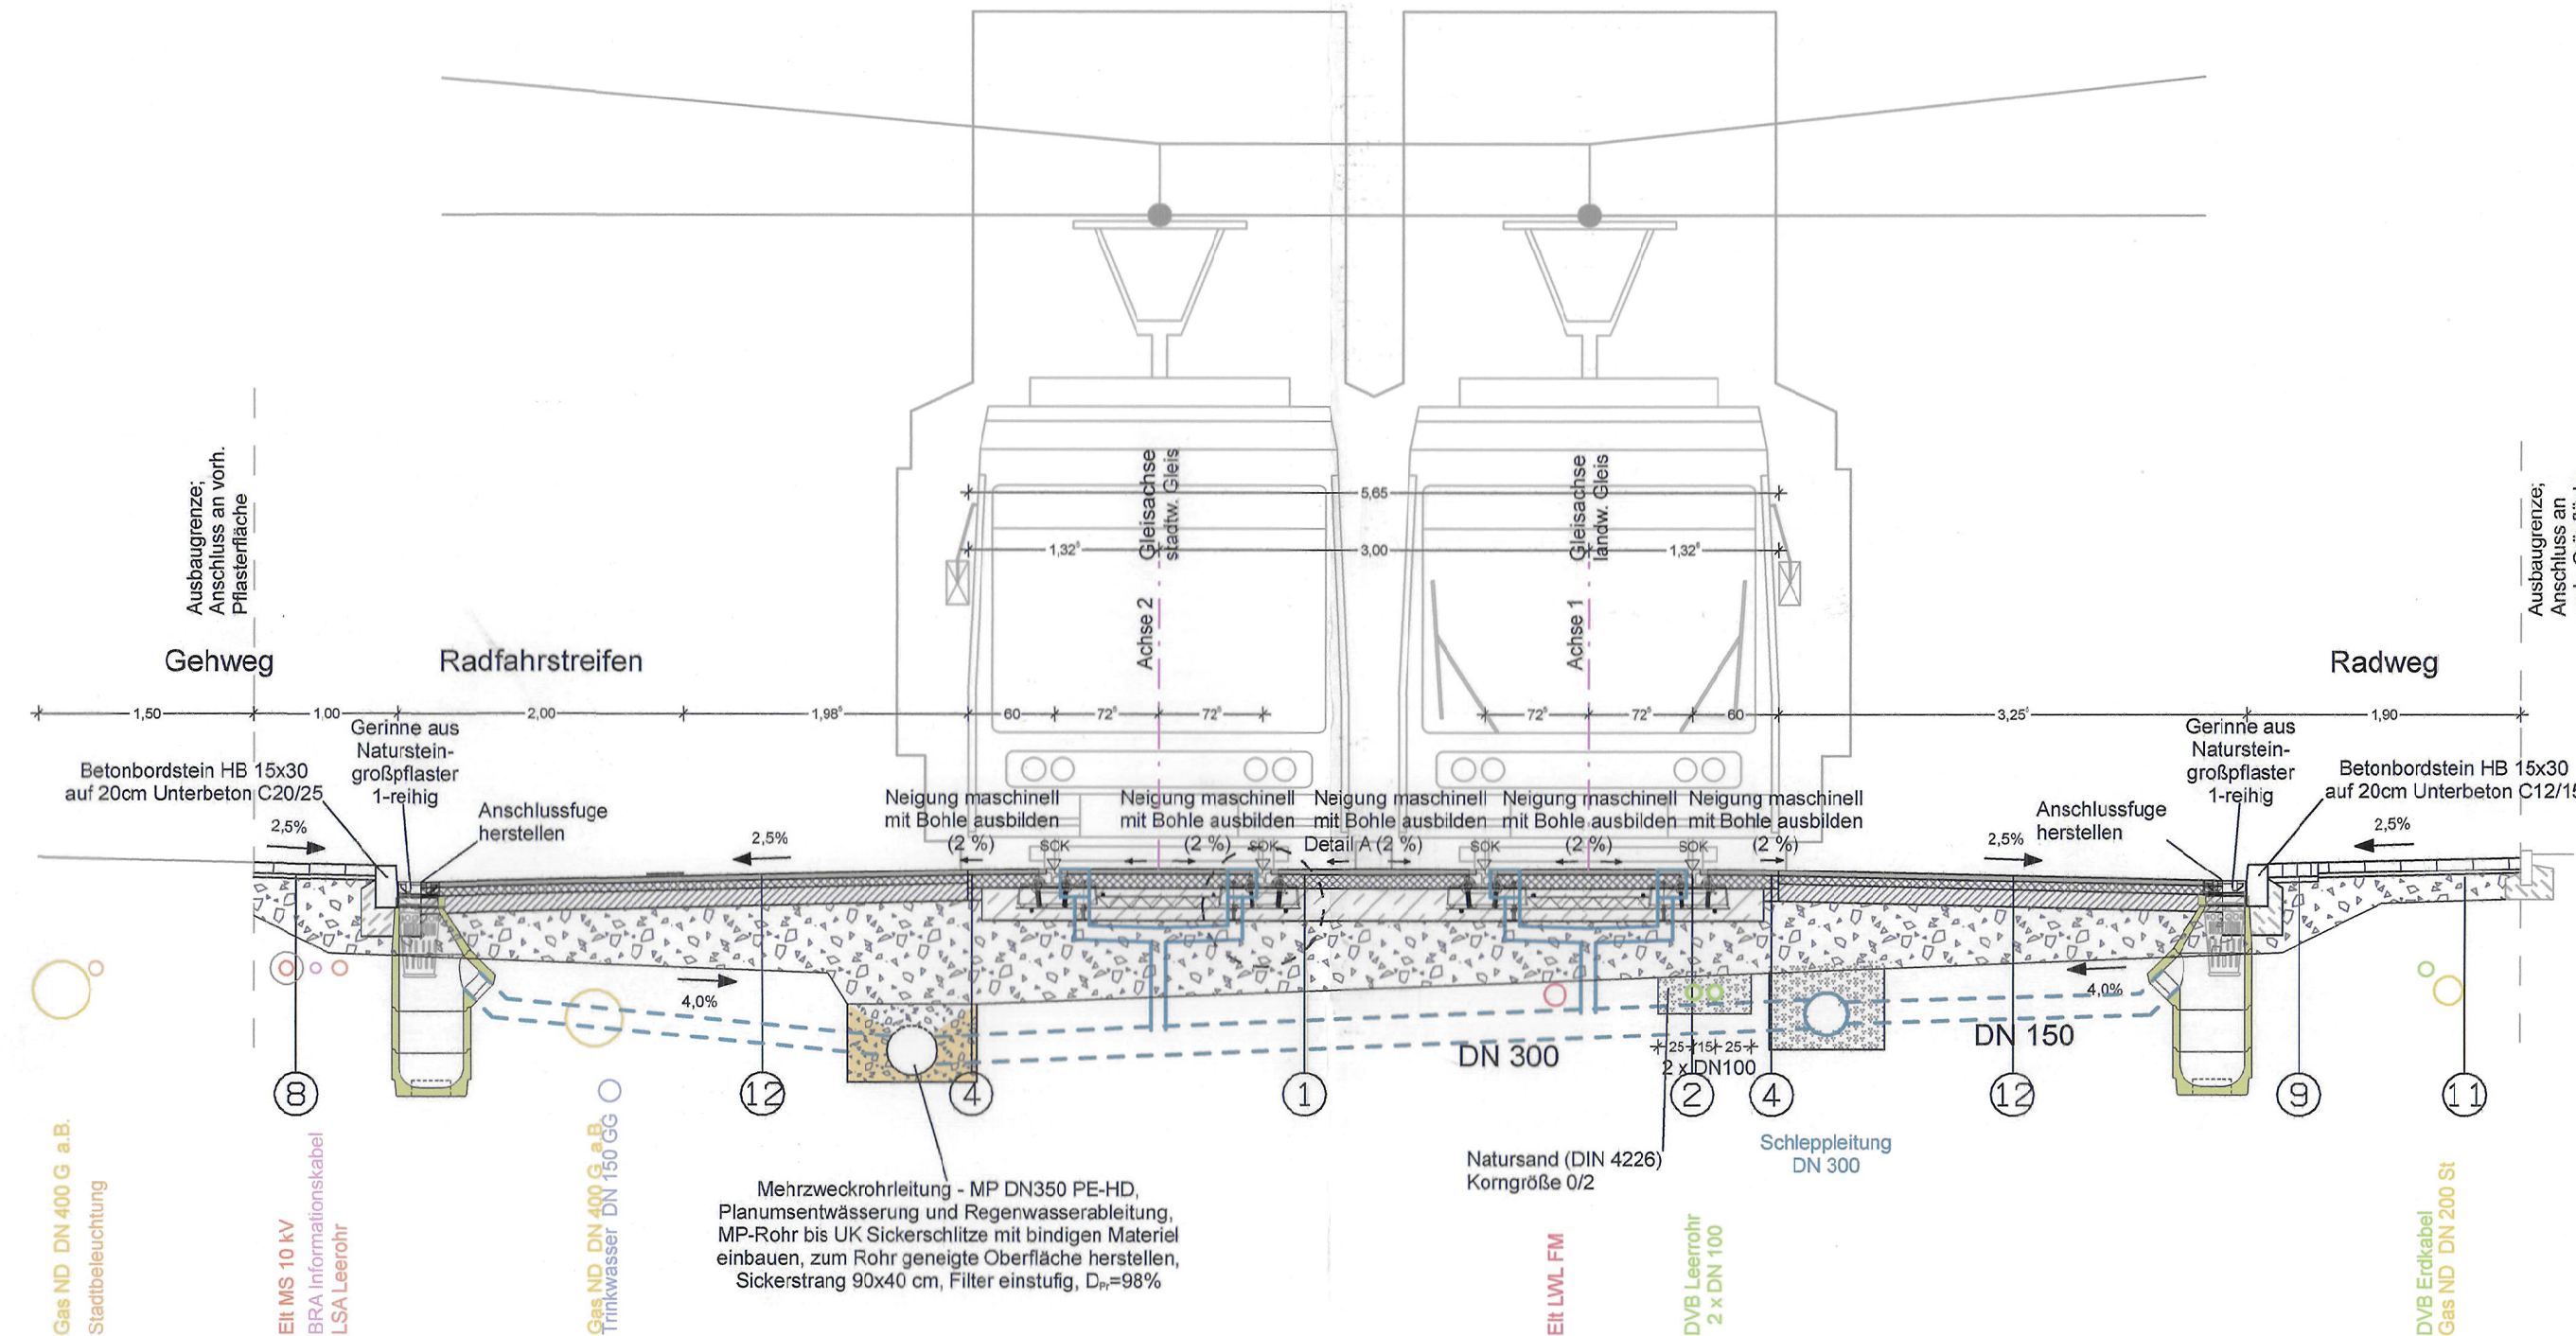 Ausbaugrenze;
Anschluss an vorh.
Pflasterfläche
Gleisachse
stadtw. Gleis
Achse 2
Gleisachse
landw. Gleis
Achse 1
Ausbaugrenze;
Anschluss an
5,65
1,32⁵
3,00
1,32⁵
Gehweg
Radfahrstreifen
Radweg
1,50
1,00
2,00
1,98⁵
60
72⁵
72⁵
72⁵
72⁵
60
3,25⁵
1,90
Betonbordstein HB 15x30
auf 20cm Unterbeton C20/25
Gerinne aus
Naturstein-
großpflaster
1-reihig
Anschlussfuge
herstellen
Neigung maschinell
mit Bohle ausbilden
(2 %)
Neigung maschinell
mit Bohle ausbilden
(2 %)
Neigung maschinell
mit Bohle ausbilden
Detail A (2 %)
Neigung maschinell
mit Bohle ausbilden
(2 %)
Neigung maschinell
mit Bohle ausbilden
(2 %)
Anschlussfuge
herstellen
Gerinne aus
Naturstein-
großpflaster
1-reihig
Betonbordstein HB 15x30
auf 20cm Unterbeton C12/15
2,5%
2,5%
2,5%
2,5%
SOK
SOK
SOK
SOK
4,0%
4,0%
DN 300
25 15 25
2 x DN100
DN 150
8
12
4
1
2
4
12
9
11
Mehrzweckrohrleitung - MP DN350 PE-HD,
Planumsentwässerung und Regenwasserableitung,
MP-Rohr bis UK Sickerschlitze mit bindigen Materiel
einbauen, zum Rohr geneigte Oberfläche herstellen,
Sickerstrang 90x40 cm, Filter einstufig, Dₚᵣ=98%
Natursand (DIN 4226)
Korngröße 0/2
Schleppleitung
DN 300
Gas ND DN 400 G a.B.
Stadtbeleuchtung
Elt MS 10 kV
BRA Informationskabel
LSA Leerohr
Gas ND DN 400 G a.B.
Trinkwasser DN 150 GG
Elt LWL FM
DVB Leerrohr
2 x DN 100
DVB Erdkabel
Gas ND DN 200 St